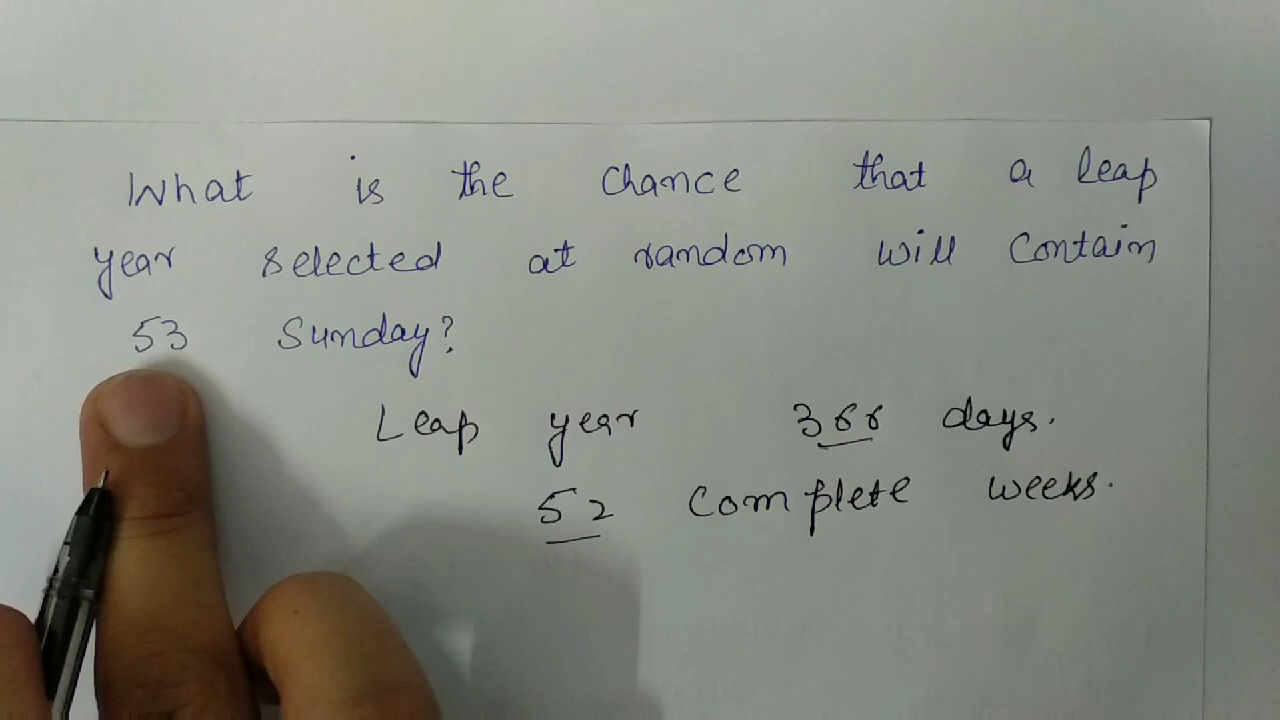 What is the chance that a leap
year selected at random will contain
53 Sunday?
Leap year 366 days.
52 complete weeks.